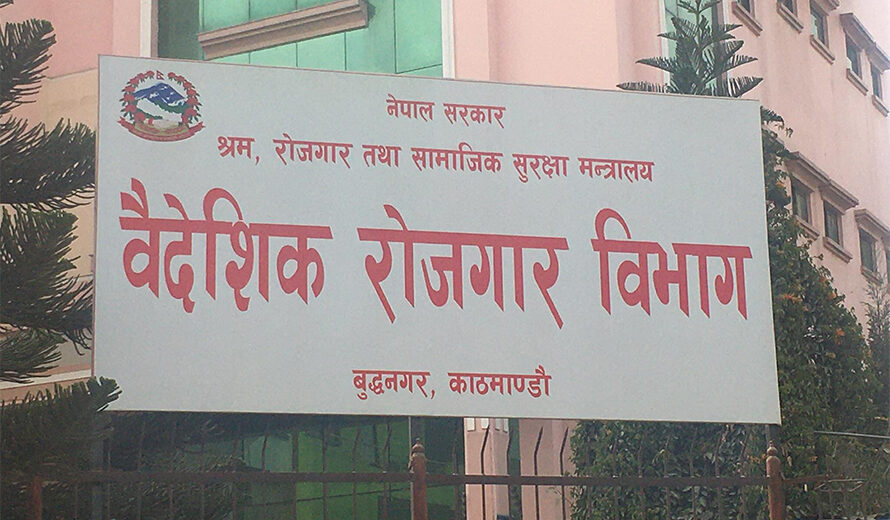 नेपाल सरकार
श्रम, रोजगार तथा सामाजिक सुरक्षा मन्त्रालय
वैदेशिक रोजगार विभाग
बुद्धनगर, काठमाण्डौ